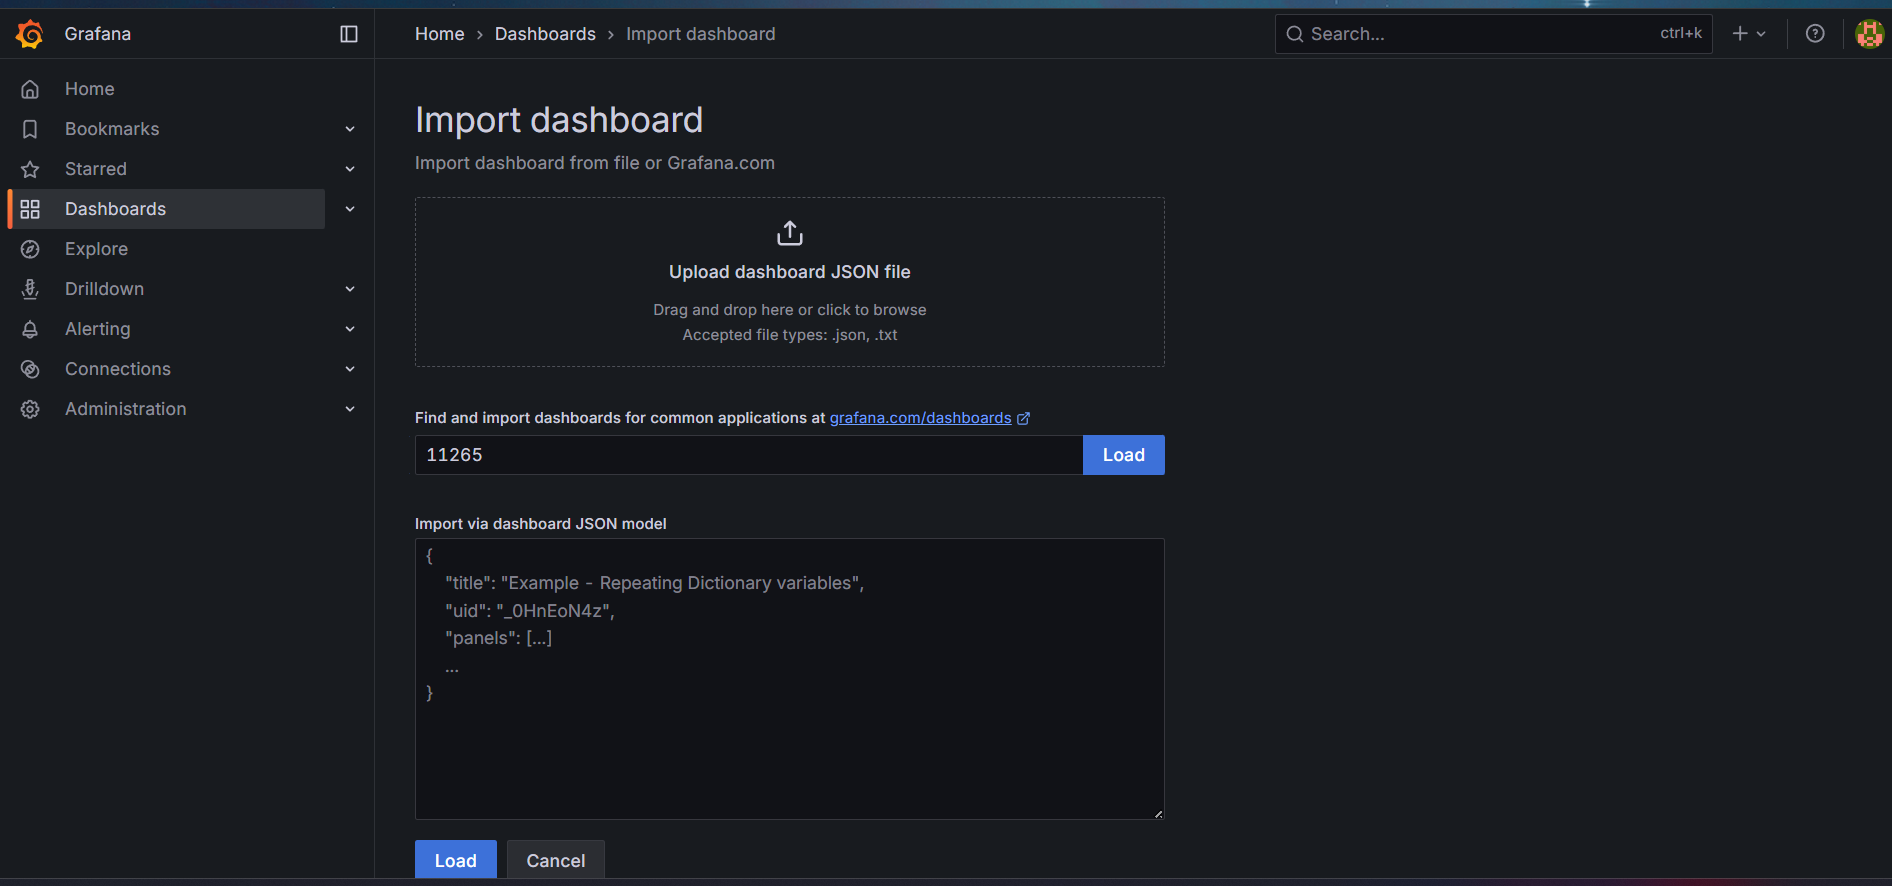 Grafana
Home › Dashboards › Import dashboard
Search...
ctrl+k
Home
Bookmarks
Starred
Dashboards
Explore
Drilldown
Alerting
Connections
Administration
Import dashboard
Import dashboard from file or Grafana.com
Upload dashboard JSON file
Drag and drop here or click to browse
Accepted file types: .json, .txt
Find and import dashboards for common applications at grafana.com/dashboards
11265
Load
Import via dashboard JSON model
{
"title": "Example - Repeating Dictionary variables",
"uid": "_0HnEoN4z",
"panels": [...]
...
}
Load
Cancel